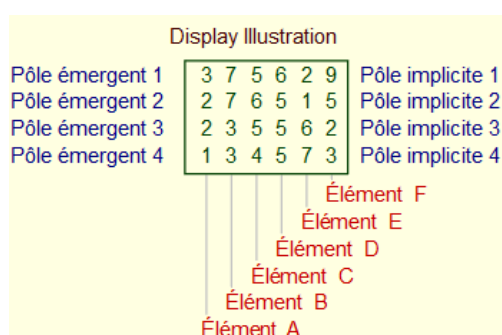 Display Illustration
Pôle émergent 1 3 7 5 6 2 9 Pôle implicite 1
Pôle émergent 2 2 7 6 5 1 5 Pôle implicite 2
Pôle émergent 3 2 3 5 5 6 2 Pôle implicite 3
Pôle émergent 4 1 3 4 5 7 3 Pôle implicite 4
Élément F
Élément E
Élément D
Élément C
Élément B
Élément A